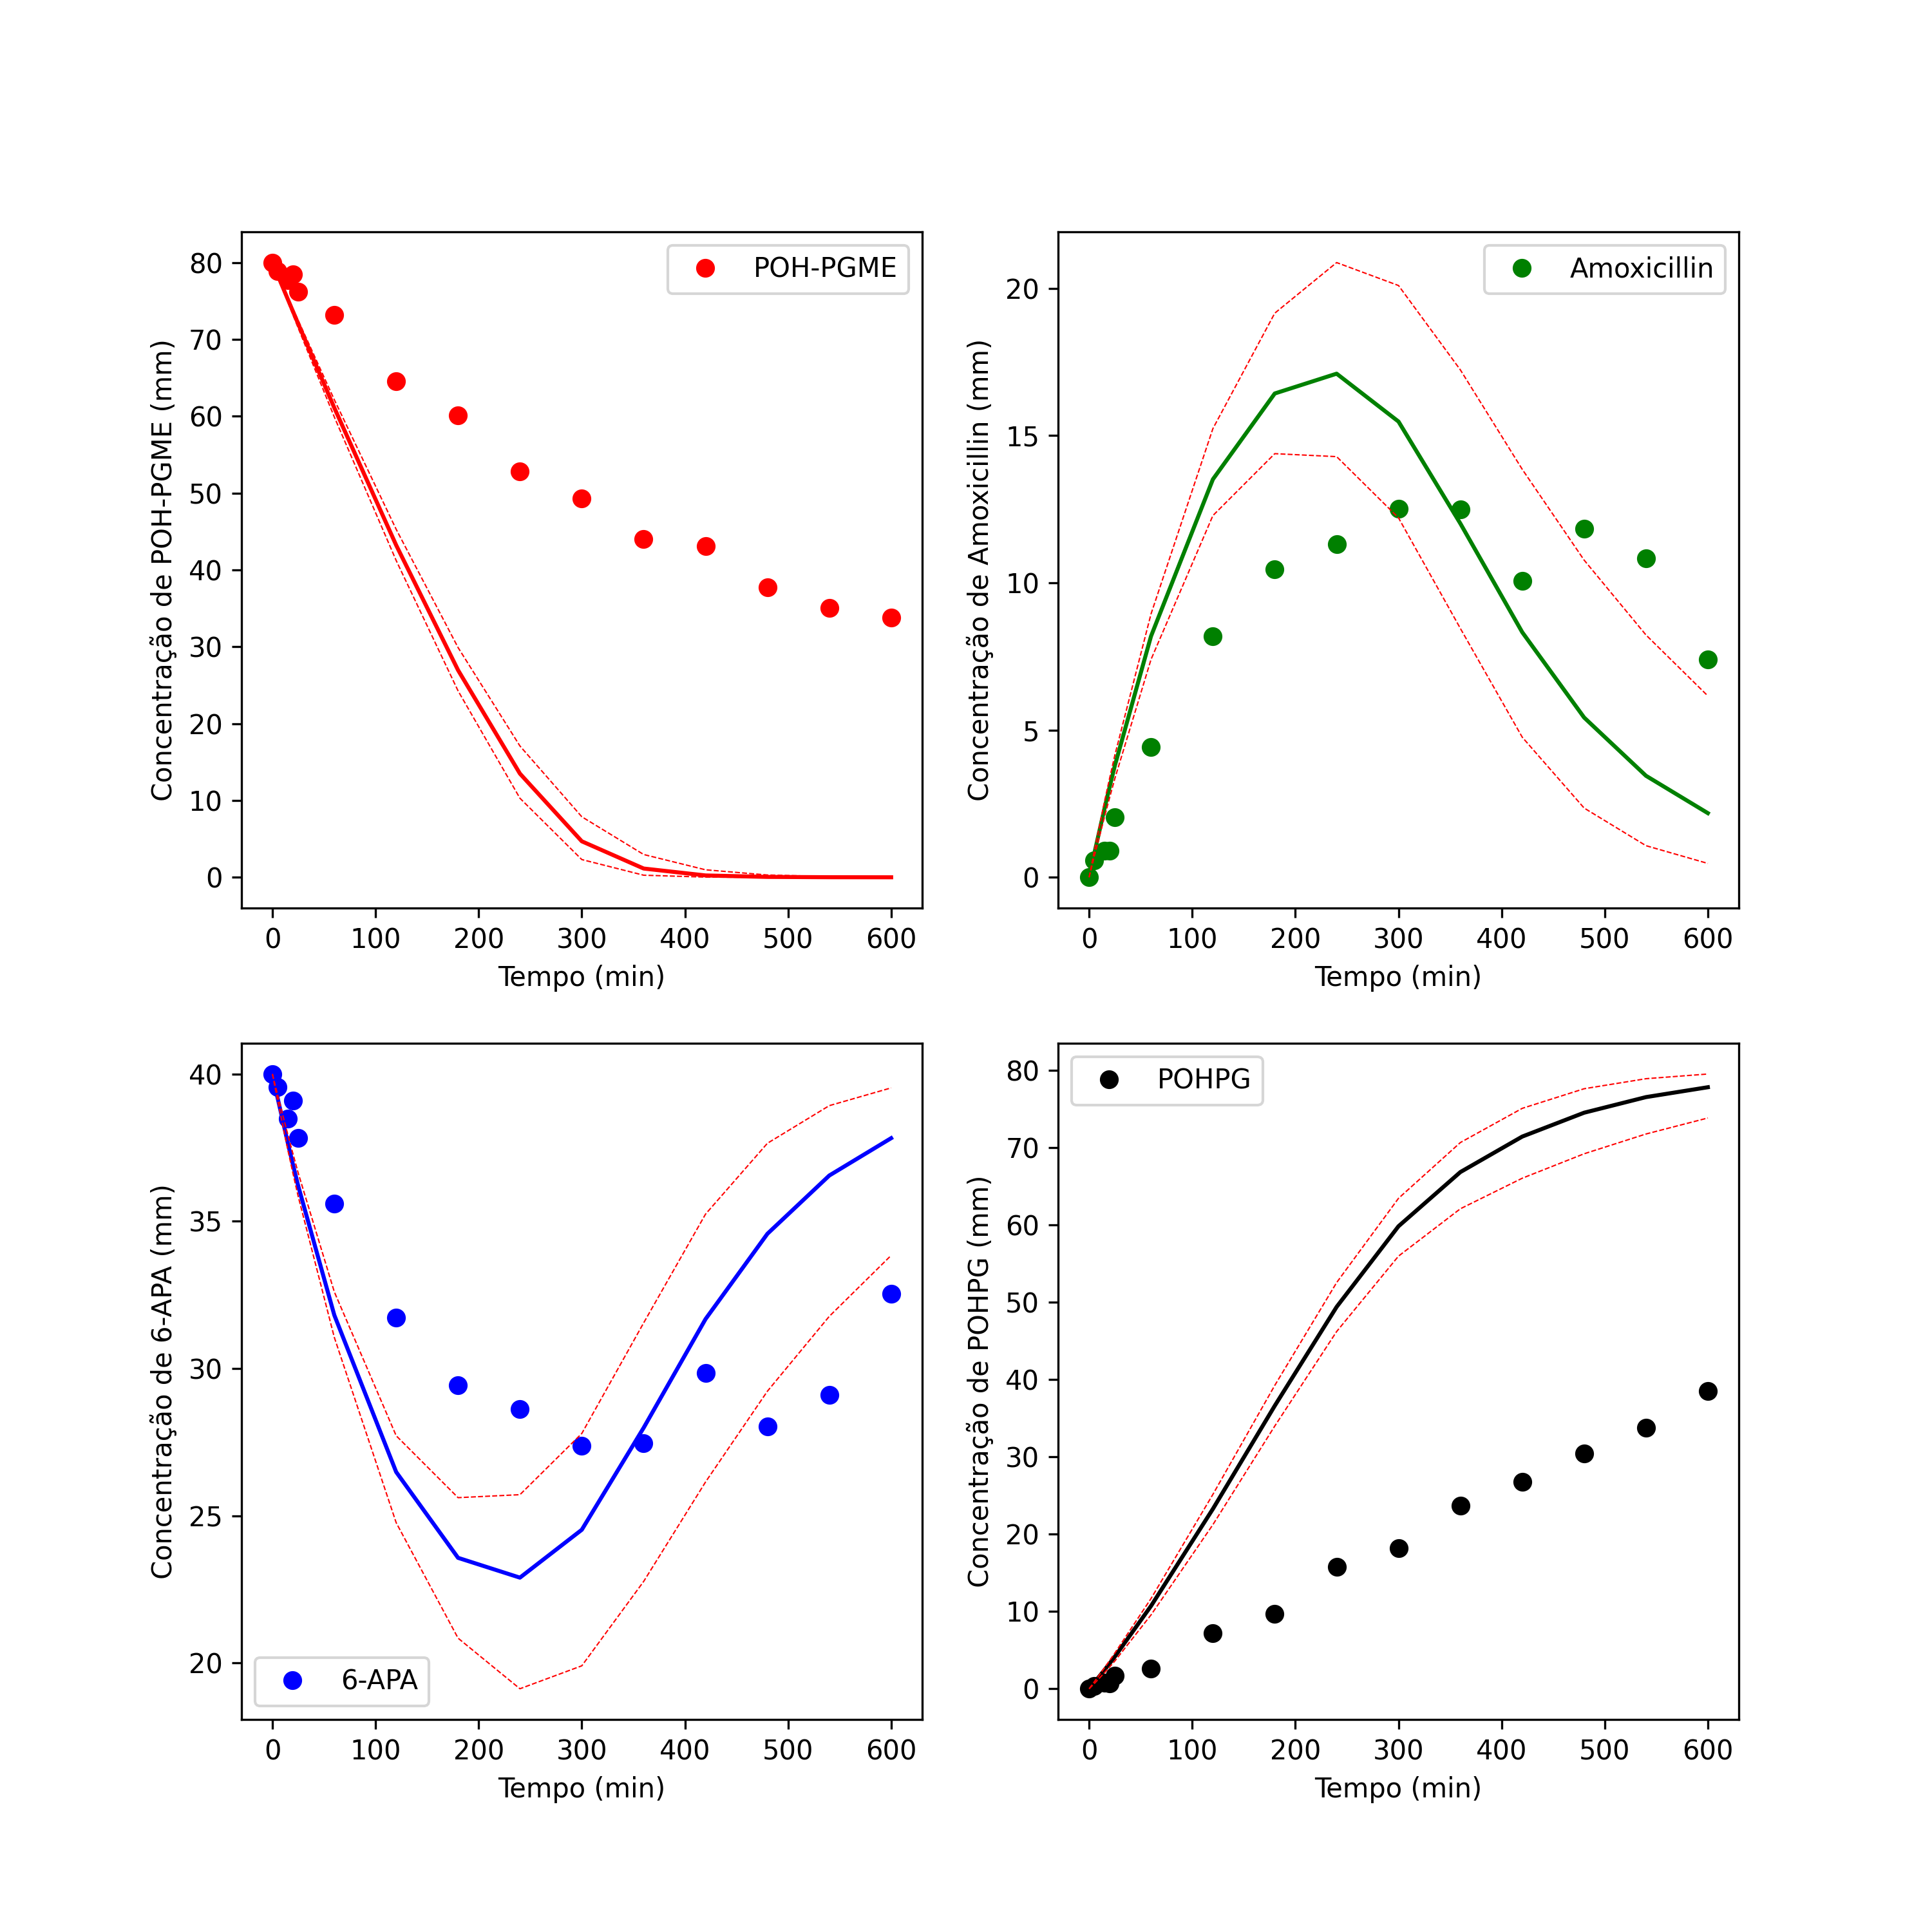 POH-PGME
80
70
60
50
40
30
20
10
0
Concentração de POH-PGME (mm)
0 100 200 300 400 500 600
Tempo (min)
Amoxicillin
20
15
10
5
0
Concentração de Amoxicillin (mm)
0 100 200 300 400 500 600
Tempo (min)
40
35
30
25
20
Concentração de 6-APA (mm)
6-APA
0 100 200 300 400 500 600
Tempo (min)
POHPG
80
70
60
50
40
30
20
10
0
Concentração de POHPG (mm)
0 100 200 300 400 500 600
Tempo (min)